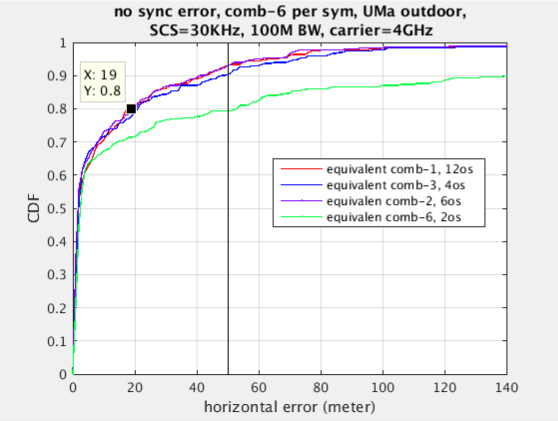 no sync error, comb-6 per sym, UMa outdoor,
SCS=30KHz, 100M BW, carrier=4GHz
1
0.9
0.8
0.7
0.6
0.5
0.4
0.3
0.2
0.1
0
CDF
X: 19
Y: 0.8
equivalent comb-1, 12os
equivalent comb-3, 4os
equivalent comb-2, 6os
equivalen comb-6, 2os
0 20 40 60 80 100 120 140
horizontal error (meter)